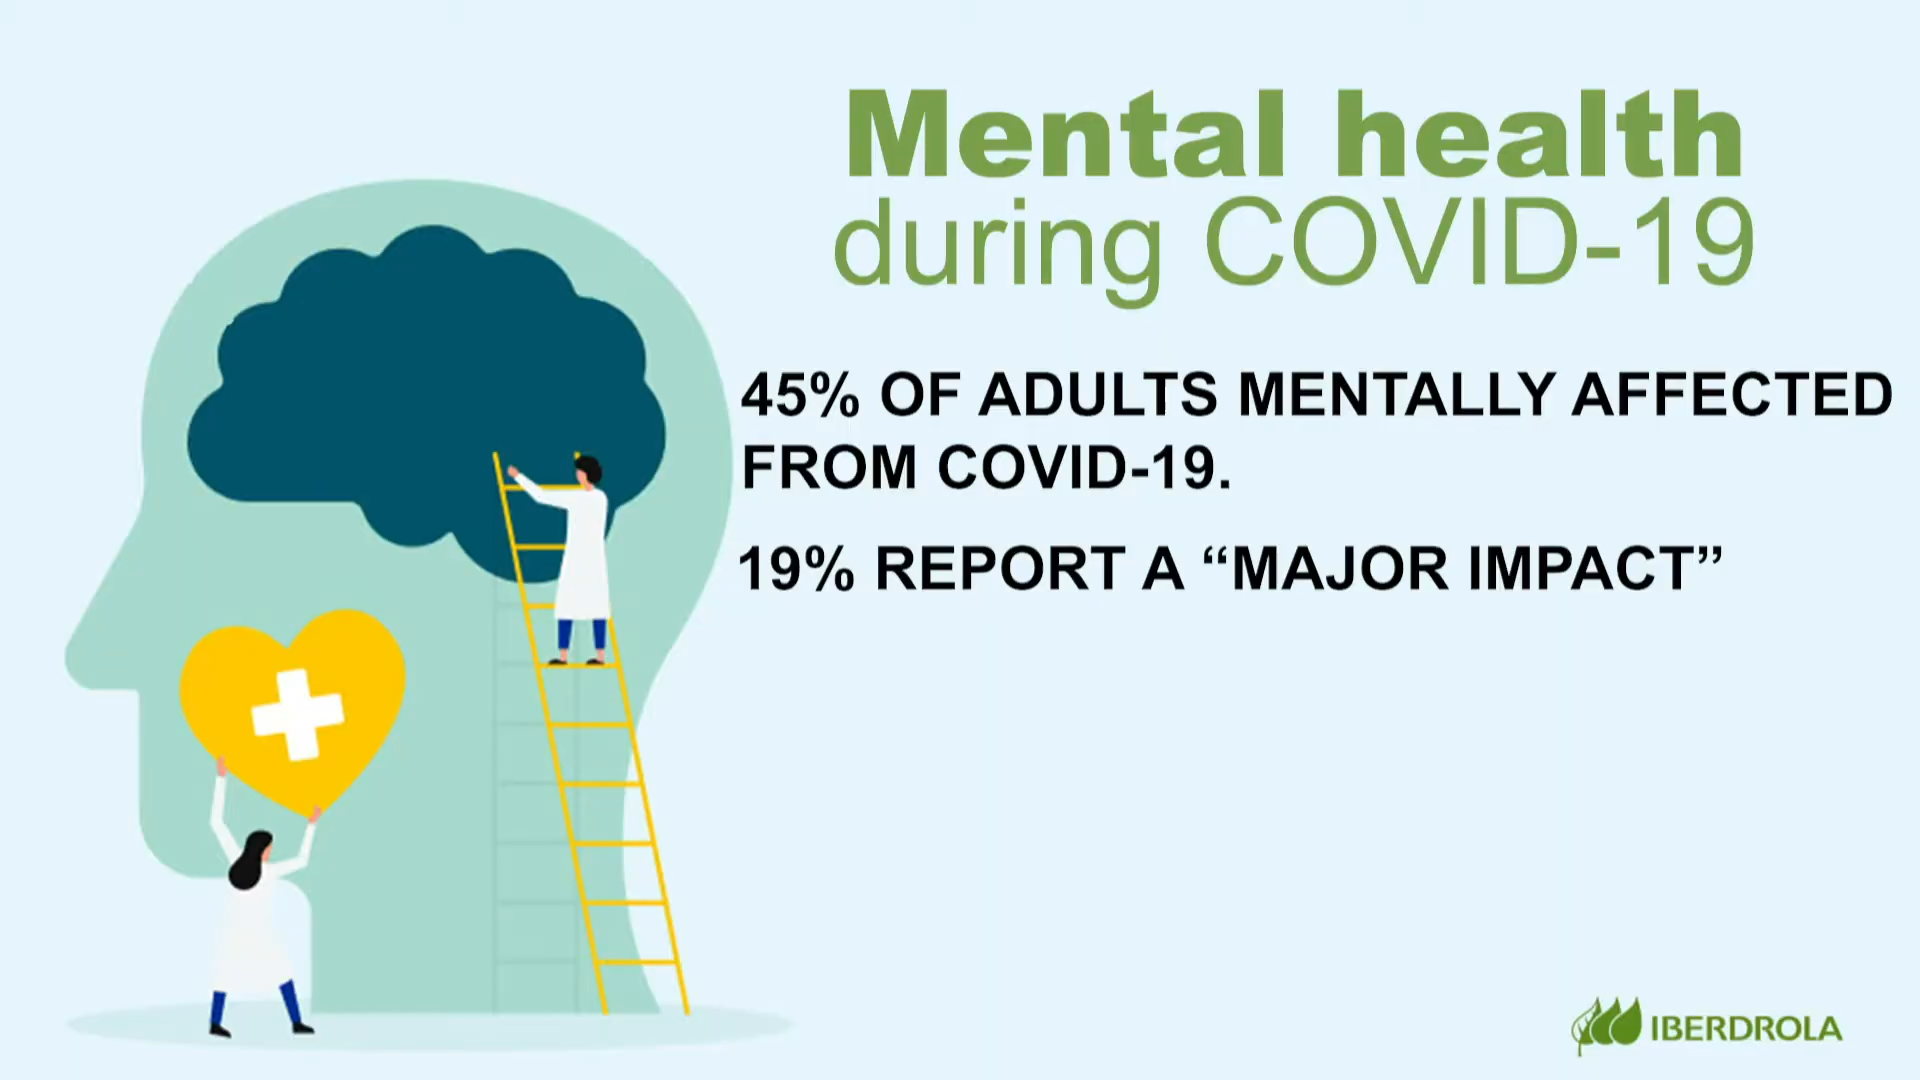 Mental health
during COVID-19
45% OF ADULTS MENTALLY AFFECTED
FROM COVID-19.
19% REPORT A “MAJOR IMPACT”
IBERDROLA